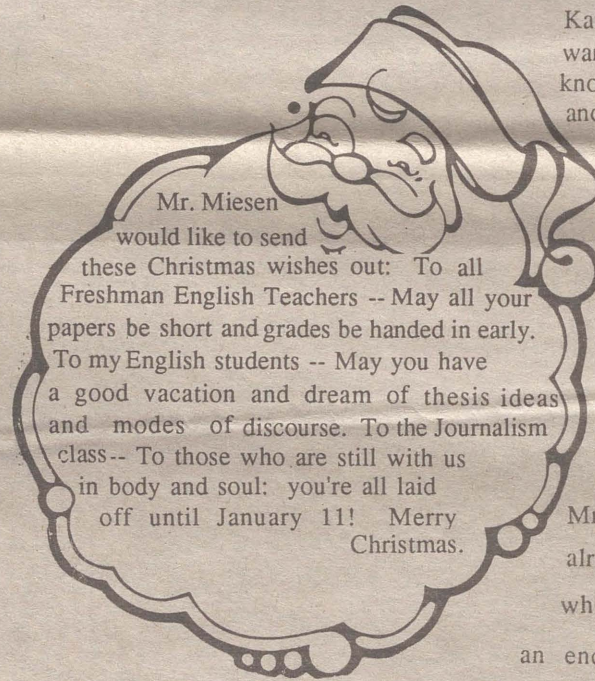 Mr. Miesen
would like to send
these Christmas wishes out: To all
Freshman English Teachers -- May all your
papers be short and grades be handed in early.
To my English students -- May you have
a good vacation and dream of thesis ideas
and modes of discourse. To the Journalism
class-- To those who are still with us
in body and soul: you're all laid
off until January 11! Merry
Christmas.
an